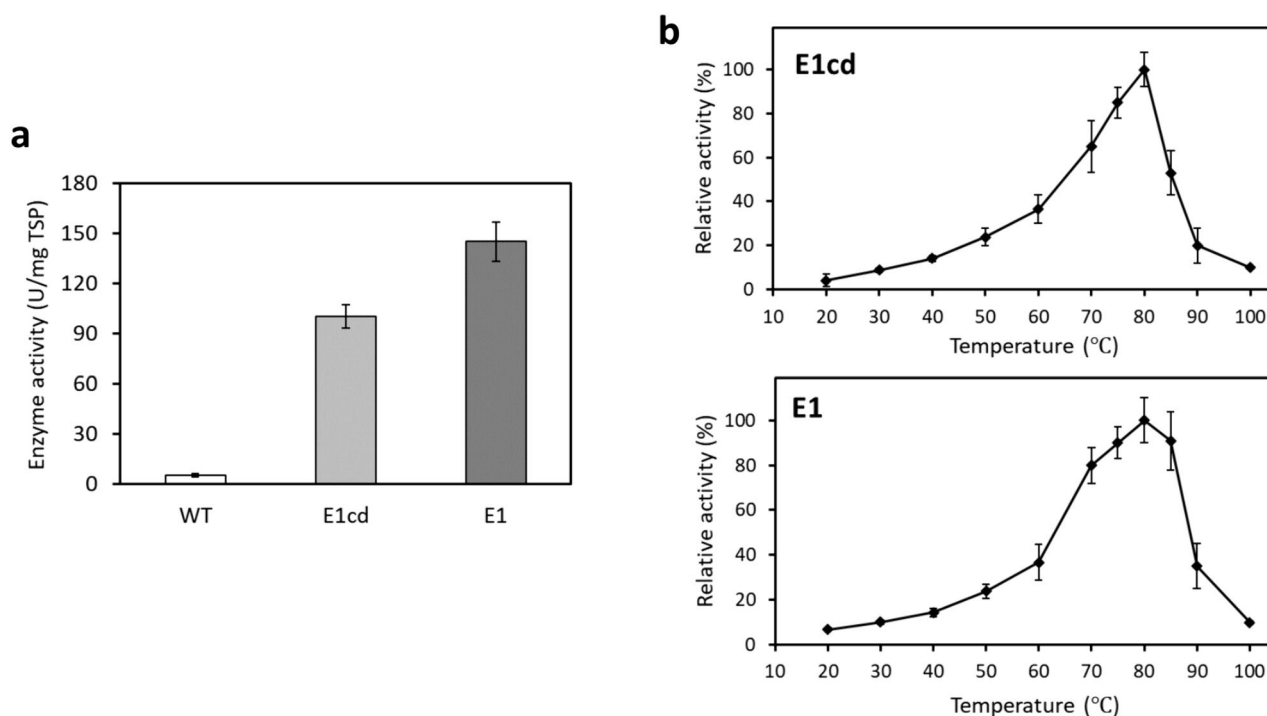 a
Enzyme activity (U/mg TSP)
180
150
120
90
60
30
0
WT E1cd E1
b
E1cd
Relative activity (%)
100
80
60
40
20
0
10 20 30 40 50 60 70 80 90 100
Temperature (°C)
E1
Relative activity (%)
100
80
60
40
20
0
10 20 30 40 50 60 70 80 90 100
Temperature (°C)